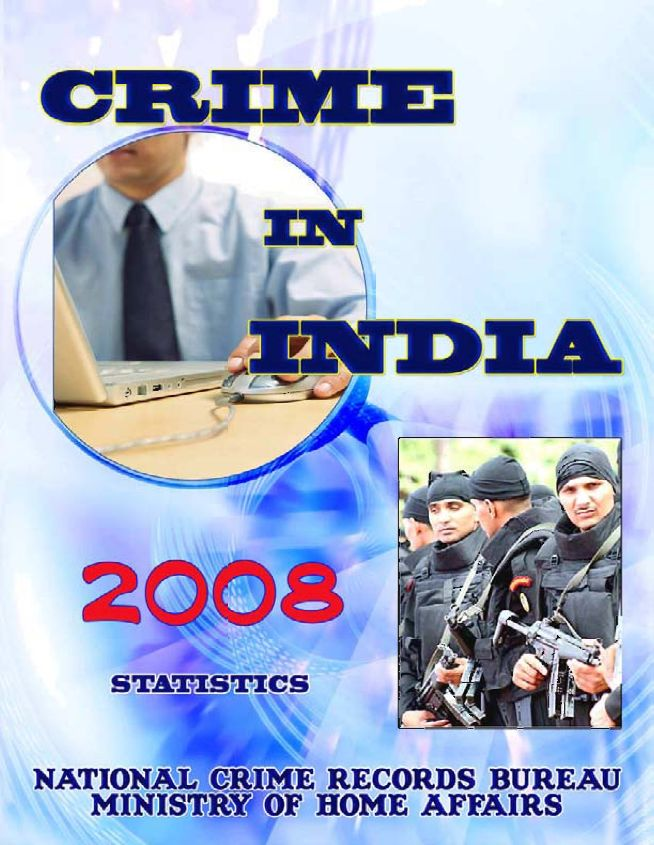 CRIME
IN
INDIA
2008
STATISTICS
NATIONAL CRIME RECORDS BUREAU
MINISTRY OF HOME AFFAIRS